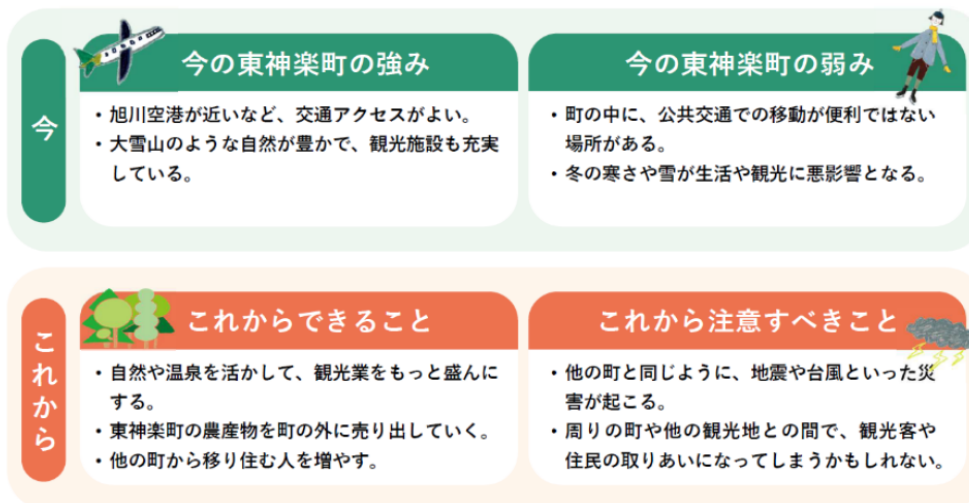 今
今の東神楽町の強み
・旭川空港が近いなど、交通アクセスがよい。
・大雪山のような自然が豊かで、観光施設も充実
している。
今の東神楽町の弱み
・町の中に、公共交通での移動が便利ではない
場所がある。
・冬の寒さや雪が生活や観光に悪影響となる。
これから
これからできること
・自然や温泉を活かして、観光業をもっと盛んに
する。
・東神楽町の農産物を町の外に売り出していく。
・他の町から移り住む人を増やす。
これから注意すべきこと
・他の町と同じように、地震や台風といった災
害が起こる。
・周りの町や他の観光地との間で、観光客や
住民の取りあいになってしまうかもしれない。